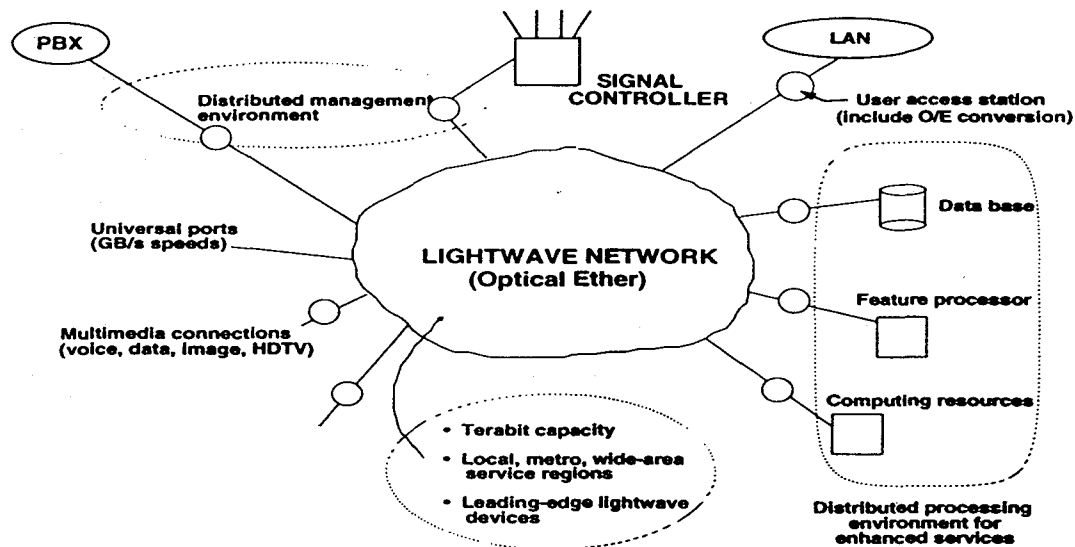 PBX
LAN
SIGNAL
CONTROLLER
Distributed management
environment
User access station
(include O/E conversion)
Data base
Universal ports
(GB/s speeds)
LIGHTWAVE NETWORK
(Optical Ether)
Feature processor
Multimedia connections
(voice, data, image, HDTV)
Computing resources
• Terabit capacity
• Local, metro, wide-area
service regions
• Leading-edge lightwave
devices
Distributed processing
environment for
enhanced services